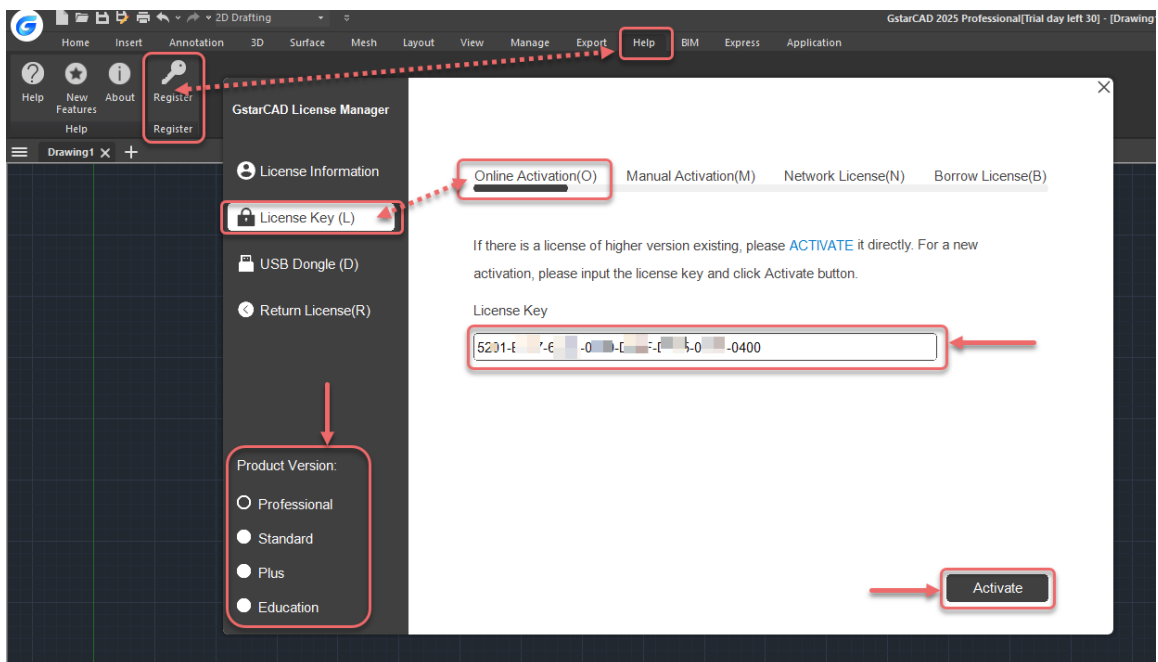 2D Drafting
GstarCAD 2025 Professional[Trial day left 30] - [Drawing
Home Insert Annotation 3D Surface Mesh Layout View Manage Export Help BIM Express Application
Help New Features About Register
Help Register
Drawing1
GstarCAD License Manager
License Information
License Key (L)
USB Dongle (D)
Return License(R)
Product Version:
Professional
Standard
Plus
Education
Online Activation(O) Manual Activation(M) Network License(N) Borrow License(B)
If there is a license of higher version existing, please ACTIVATE it directly. For a new
activation, please input the license key and click Activate button.
License Key
-0400
Activate